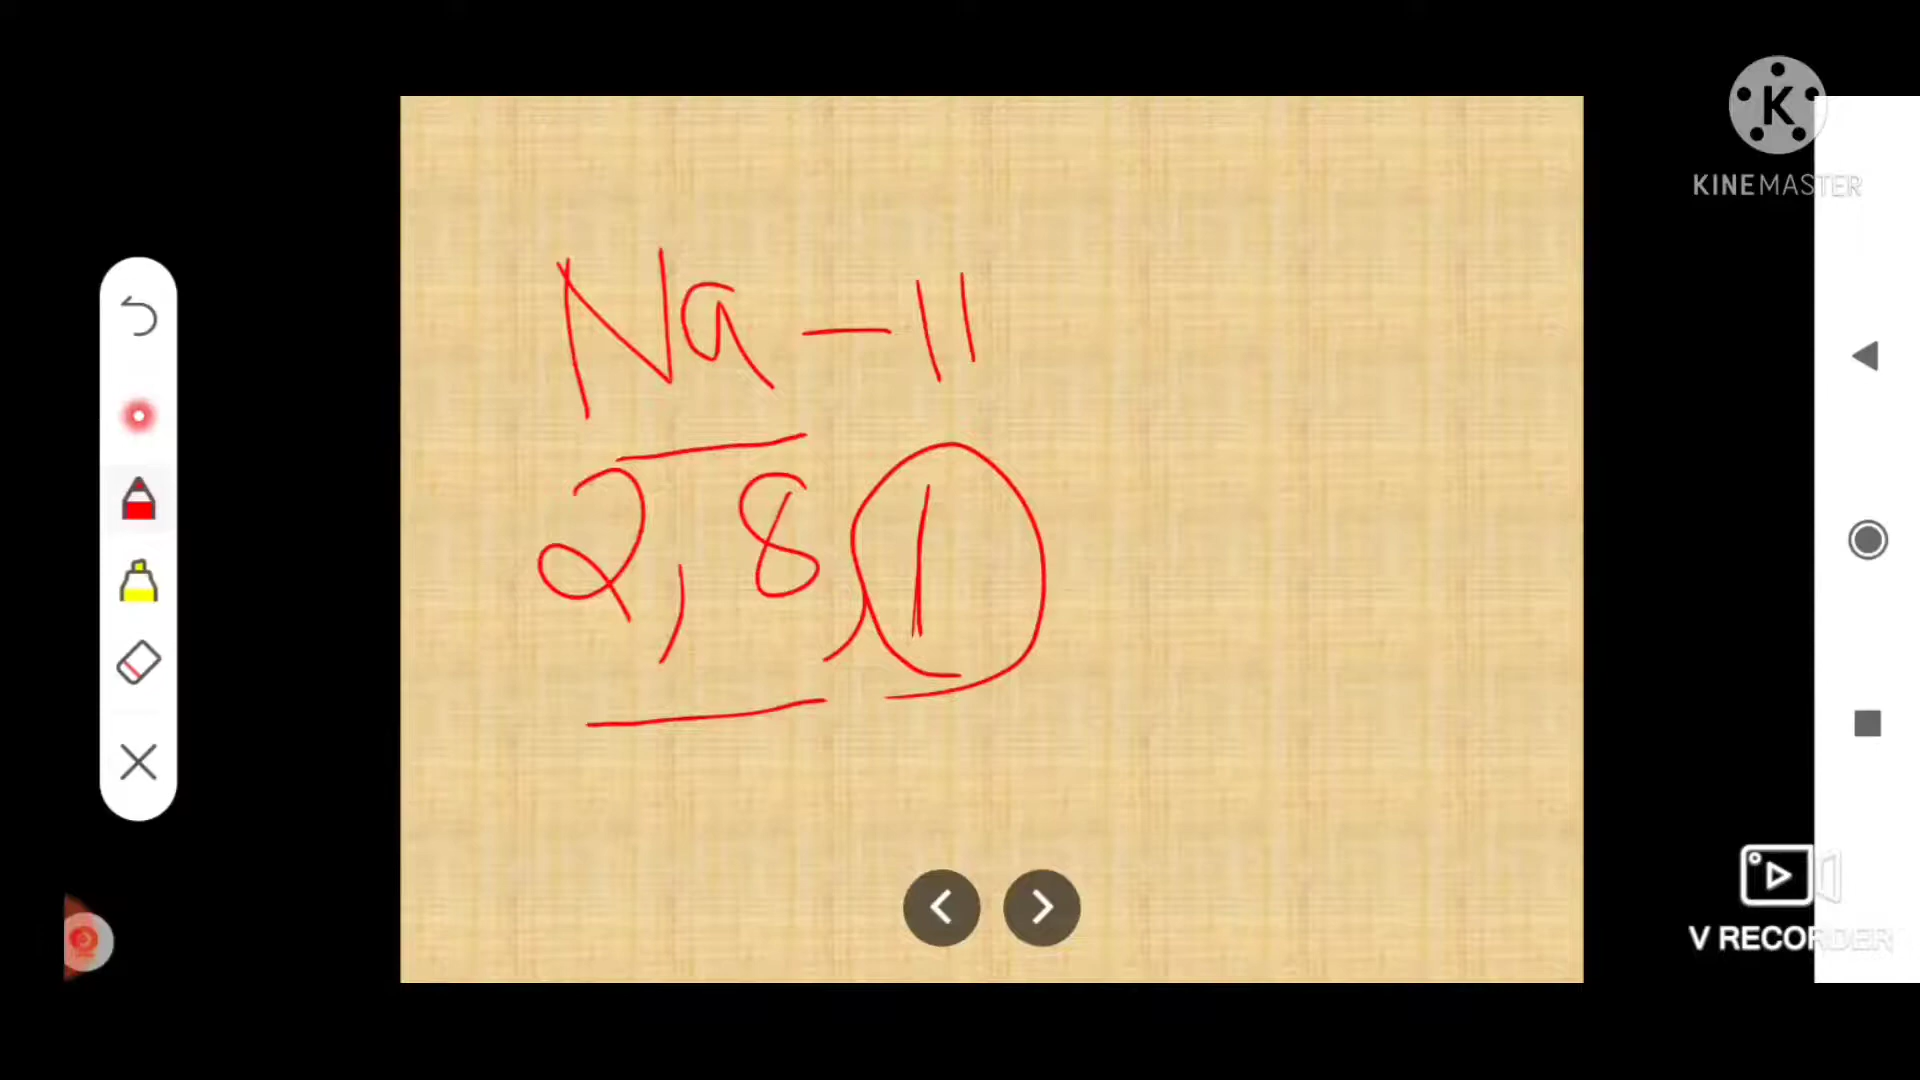 Na - 11
2, 8, 1
K
KINEMASTER
V RECORDER